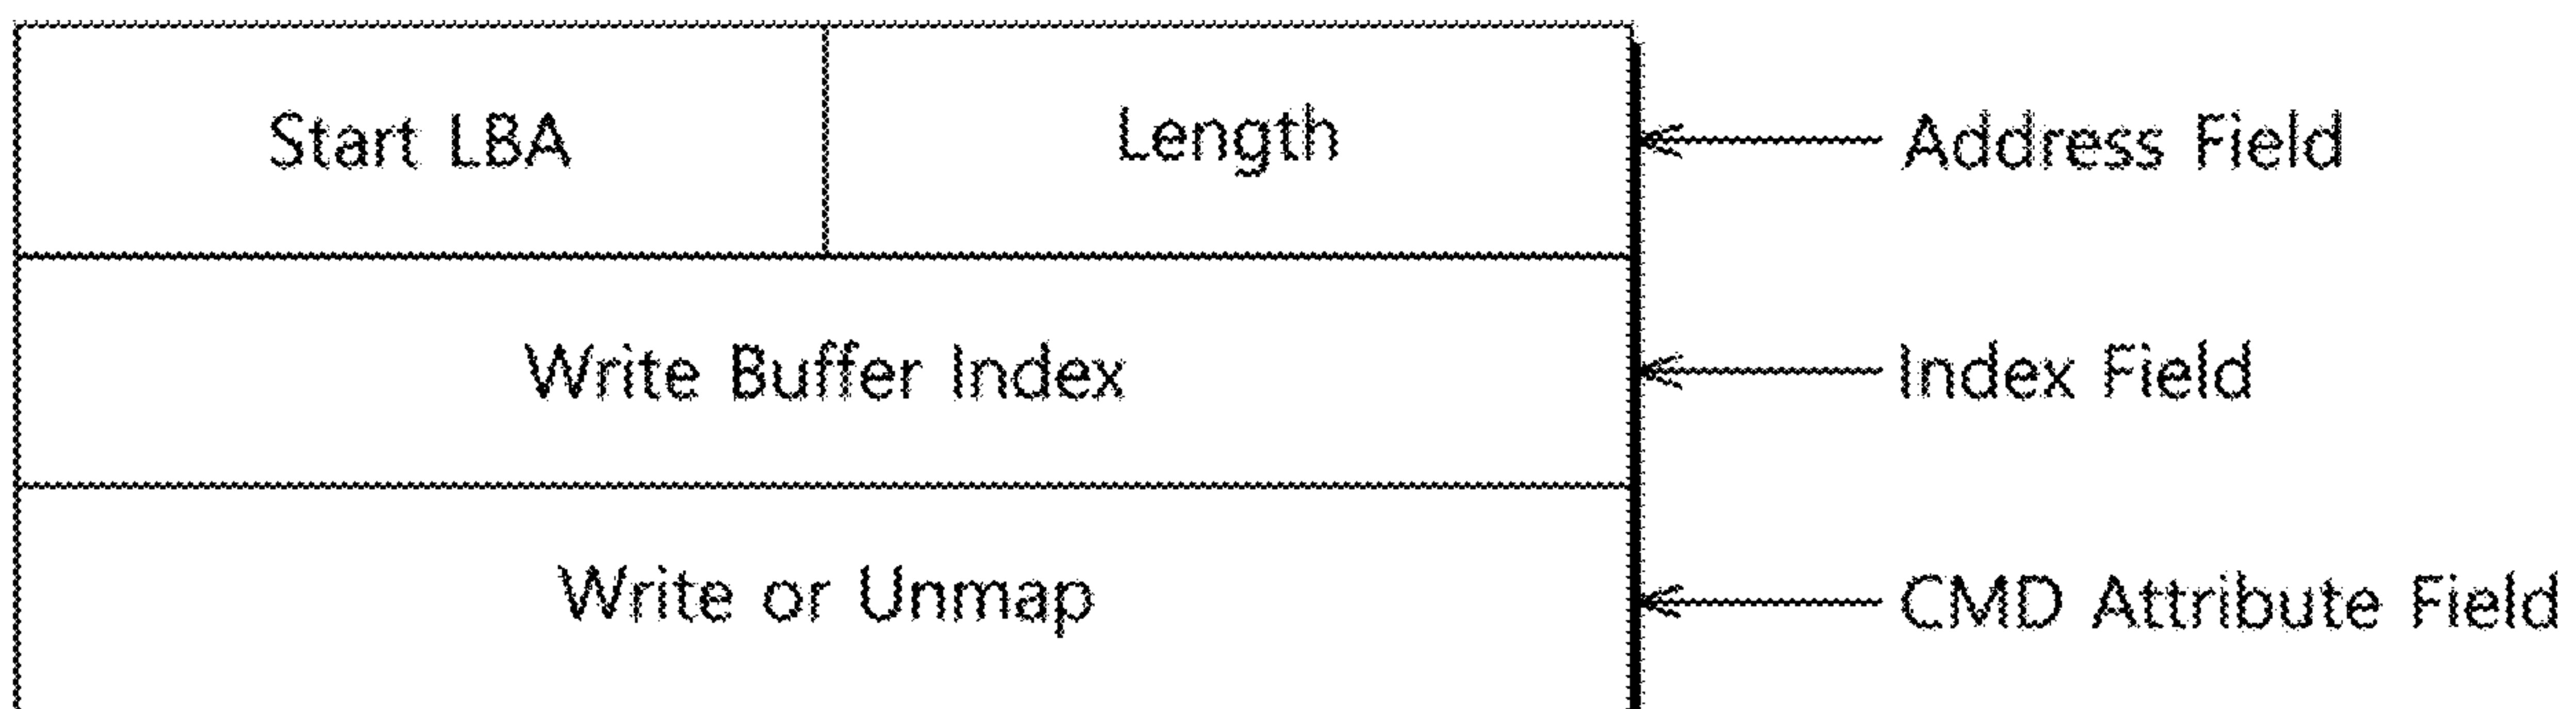 Start LBA Length Address Field
Write Buffer Index Index Field
Write or Unmap CMD Attribute Field